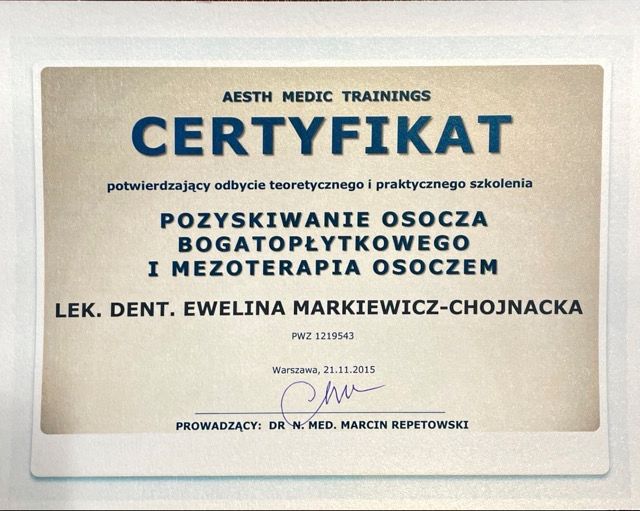 AESTH MEDIC TRAININGS
CERTYFIKAT
potwierdzający odbycie teoretycznego i praktycznego szkolenia
POZYSKIWANIE OSOCZA
BOGATOPŁYTKOWEGO
I MEZOTERAPIA OSOCZEM
LEK. DENT. EWELINA MARKIEWICZ-CHOJNACKA
PWZ 1219543
Warszawa, 21.11.2015
PROWADZĄCY: DR N. MED. MARCIN REPETOWSKI